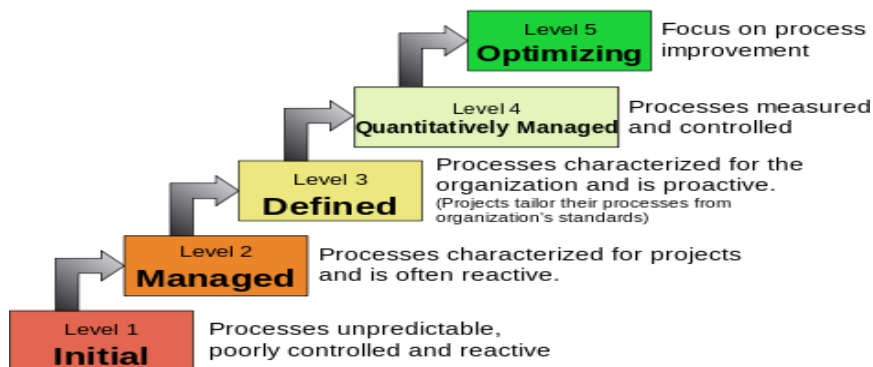 Level 5
Optimizing
Focus on process
improvement
Level 4
Quantitatively Managed
Processes measured
and controlled
Level 3
Defined
Processes characterized for the
organization and is proactive.
(Projects tailor their processes from
organization's standards)
Level 2
Managed
Processes characterized for projects
and is often reactive.
Level 1
Initial
Processes unpredictable,
poorly controlled and reactive